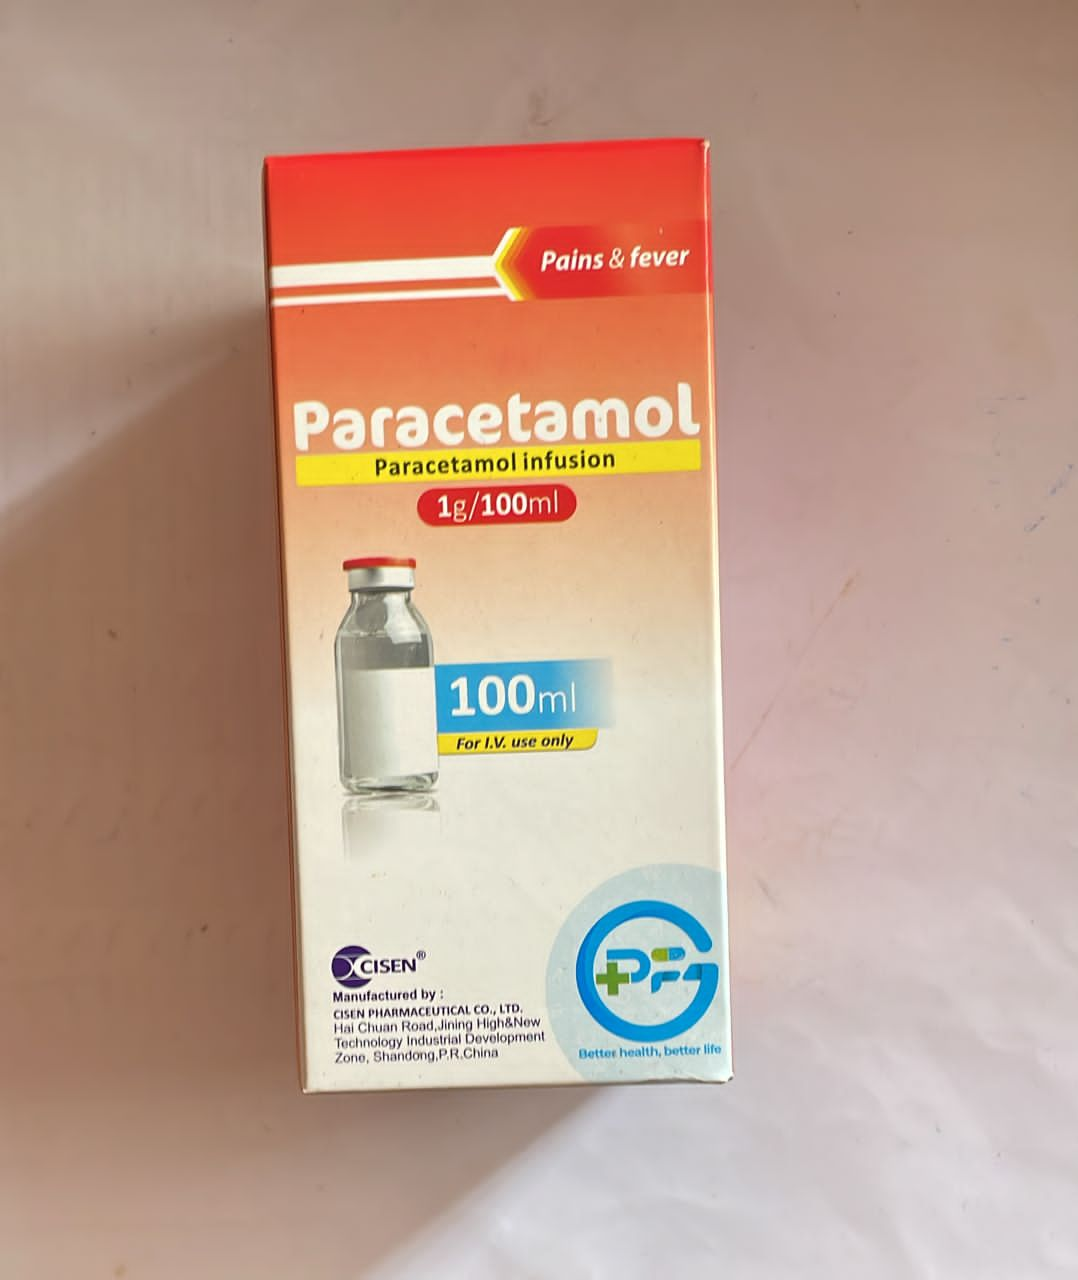 Pains & fever
Paracetamol
Paracetamol infusion
1g/100ml
100ml
For I.V. use only
CISEN®
Manufactured by :
CISEN PHARMACEUTICAL CO., LTD.
Hai Chuan Road,Jining High&New
Technology Industrial Development
Zone, Shandong,P.R.China
Better health, better life